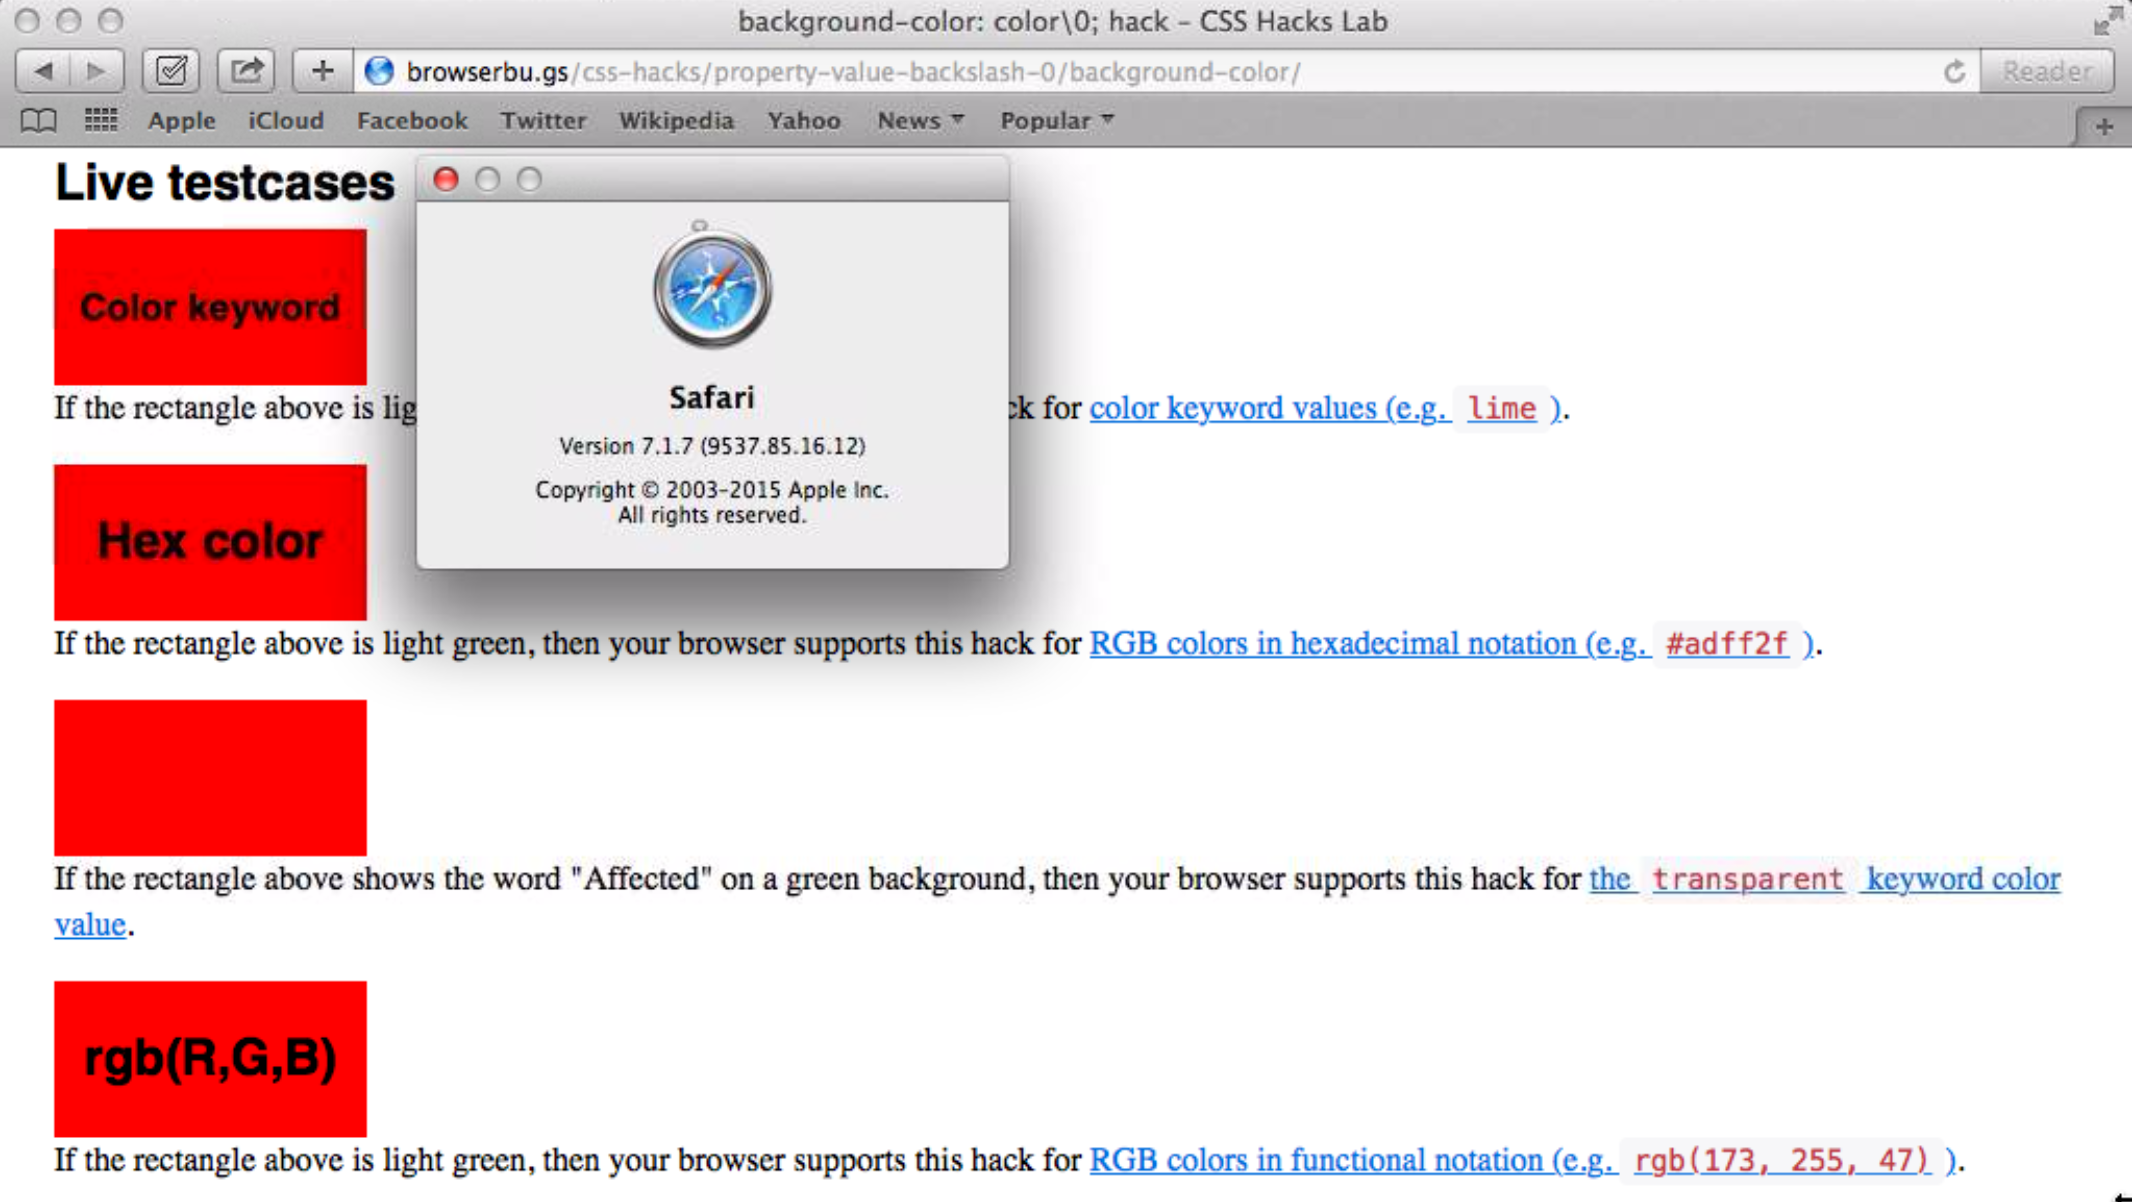 background-color: color\0; hack - CSS Hacks Lab
browserbu.gs/css-hacks/property-value-backslash-0/background-color/
Reader
Apple iCloud Facebook Twitter Wikipedia Yahoo News Popular
Live testcases
Color keyword
If the rectangle above is lig
ck for color keyword values (e.g. lime ).
Safari
Version 7.1.7 (9537.85.16.12)
Copyright © 2003-2015 Apple Inc.
All rights reserved.
Hex color
If the rectangle above is light green, then your browser supports this hack for RGB colors in hexadecimal notation (e.g. #adff2f ).
If the rectangle above shows the word "Affected" on a green background, then your browser supports this hack for the transparent keyword color
value.
rgb(R,G,B)
If the rectangle above is light green, then your browser supports this hack for RGB colors in functional notation (e.g. rgb(173, 255, 47) ).